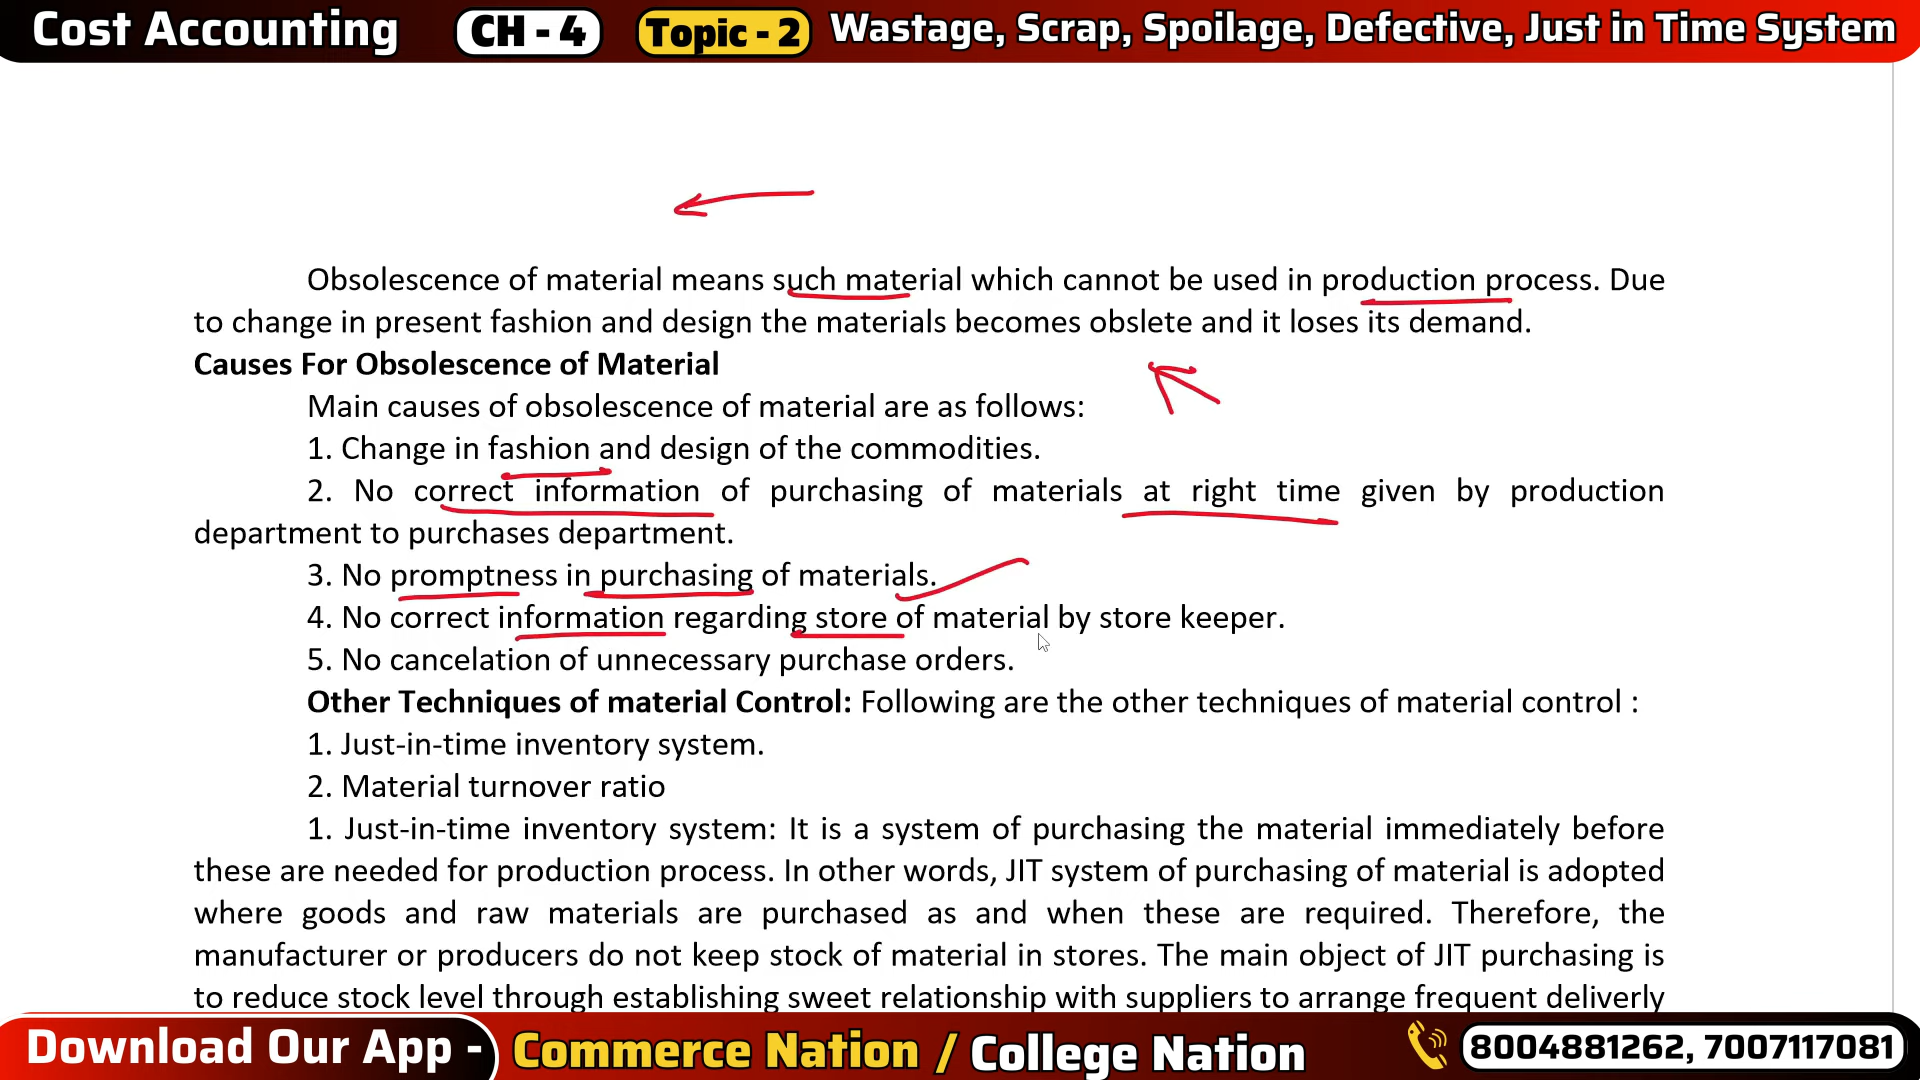 Cost Accounting CH - 4 Topic - 2 Wastage, Scrap, Spoilage, Defective, Just in Time System
Obsolescence of material means such material which cannot be used in production process. Due
to change in present fashion and design the materials becomes obslete and it loses its demand.
Causes For Obsolescence of Material
Main causes of obsolescence of material are as follows:
1. Change in fashion and design of the commodities.
2. No correct information of purchasing of materials at right time given by production
department to purchases department.
3. No promptness in purchasing of materials.
4. No correct information regarding store of material by store keeper.
5. No cancelation of unnecessary purchase orders.
Other Techniques of material Control: Following are the other techniques of material control :
1. Just-in-time inventory system.
2. Material turnover ratio
1. Just-in-time inventory system: It is a system of purchasing the material immediately before
these are needed for production process. In other words, JIT system of purchasing of material is adopted
where goods and raw materials are purchased as and when these are required. Therefore, the
manufacturer or producers do not keep stock of material in stores. The main object of JIT purchasing is
to reduce stock level through establishing sweet relationship with suppliers to arrange frequent deliverly
Download Our App - Commerce Nation / College Nation 8004881262, 7007117081